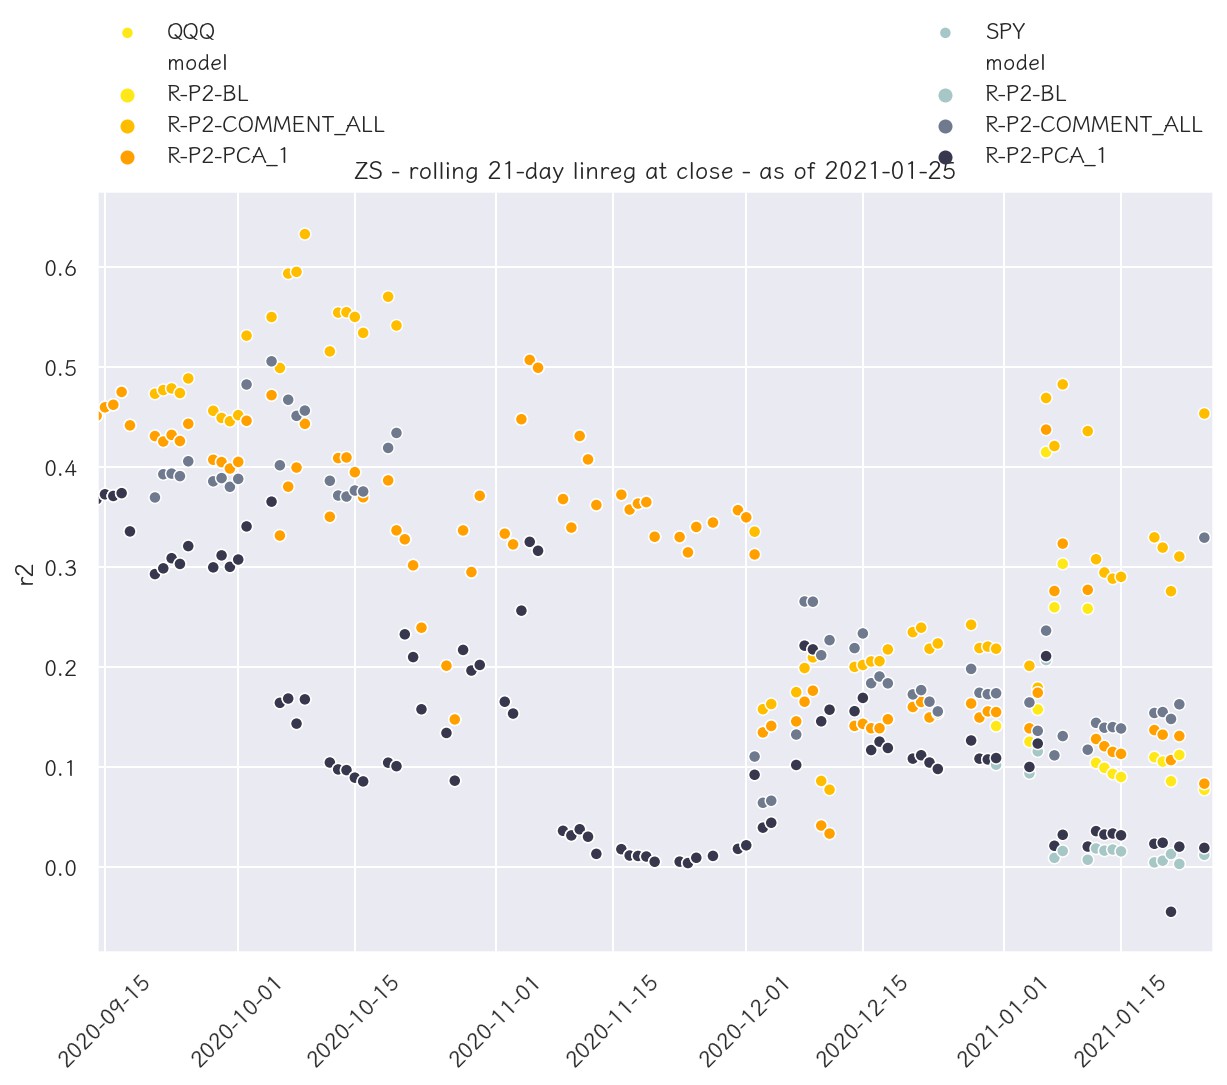 QQQ
model
R-P2-BL
R-P2-COMMENT_ALL
R-P2-PCA_1
SPY
model
R-P2-BL
R-P2-COMMENT_ALL
R-P2-PCA_1
ZS - rolling 21-day linreg at close - as of 2021-01-25
0.6
0.5
0.4
0.3
0.2
0.1
0.0
r2
2020-09-15
2020-10-01
2020-10-15
2020-11-01
2020-11-15
2020-12-01
2020-12-15
2021-01-01
2021-01-15